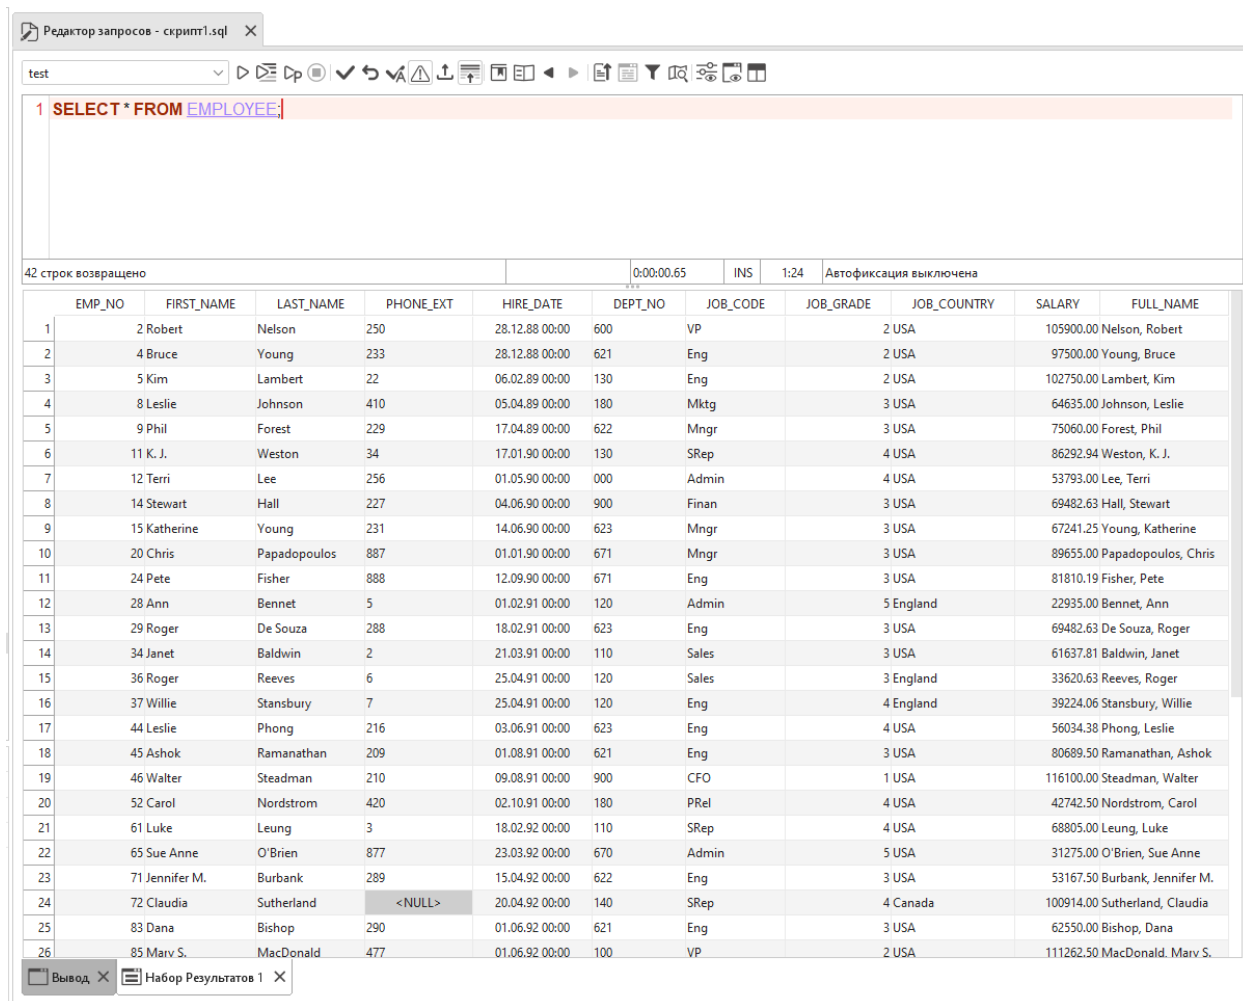 Редактор запросов - скрипт1.sql
test
1 SELECT * FROM EMPLOYEE;
42 строк возвращено 0:00:00.65 INS 1:24 Автофиксация выключена
EMP_NO FIRST_NAME LAST_NAME PHONE_EXT HIRE_DATE DEPT_NO JOB_CODE JOB_GRADE JOB_COUNTRY SALARY FULL_NAME
1 2 Robert Nelson 250 28.12.88 00:00 600 VP 2 USA 105900.00 Nelson, Robert
2 4 Bruce Young 233 28.12.88 00:00 621 Eng 2 USA 97500.00 Young, Bruce
3 5 Kim Lambert 22 06.02.89 00:00 130 Eng 2 USA 102750.00 Lambert, Kim
4 8 Leslie Johnson 410 05.04.89 00:00 180 Mktg 3 USA 64635.00 Johnson, Leslie
5 9 Phil Forest 229 17.04.89 00:00 622 Mngr 3 USA 75060.00 Forest, Phil
6 11 K. J. Weston 34 17.01.90 00:00 130 SRep 4 USA 86292.94 Weston, K. J.
7 12 Terri Lee 256 01.05.90 00:00 000 Admin 4 USA 53793.00 Lee, Terri
8 14 Stewart Hall 227 04.06.90 00:00 900 Finan 3 USA 69482.63 Hall, Stewart
9 15 Katherine Young 231 14.06.90 00:00 623 Mngr 3 USA 67241.25 Young, Katherine
10 20 Chris Papadopoulos 887 01.01.90 00:00 671 Mngr 3 USA 89655.00 Papadopoulos, Chris
11 24 Pete Fisher 888 12.09.90 00:00 671 Eng 3 USA 81810.19 Fisher, Pete
12 28 Ann Bennet 5 01.02.91 00:00 120 Admin 5 England 22935.00 Bennet, Ann
13 29 Roger De Souza 288 18.02.91 00:00 623 Eng 3 USA 69482.63 De Souza, Roger
14 34 Janet Baldwin 2 21.03.91 00:00 110 Sales 3 USA 61637.81 Baldwin, Janet
15 36 Roger Reeves 6 25.04.91 00:00 120 Sales 3 England 33620.63 Reeves, Roger
16 37 Willie Stansbury 7 25.04.91 00:00 120 Eng 4 England 39224.06 Stansbury, Willie
17 44 Leslie Phong 216 03.06.91 00:00 623 Eng 4 USA 56034.38 Phong, Leslie
18 45 Ashok Ramanathan 209 01.08.91 00:00 621 Eng 3 USA 80689.50 Ramanathan, Ashok
19 46 Walter Steadman 210 09.08.91 00:00 900 CFO 1 USA 116100.00 Steadman, Walter
20 52 Carol Nordstrom 420 02.10.91 00:00 180 PRel 4 USA 42742.50 Nordstrom, Carol
21 61 Luke Leung 3 18.02.92 00:00 110 SRep 4 USA 68805.00 Leung, Luke
22 65 Sue Anne O'Brien 877 23.03.92 00:00 670 Admin 5 USA 31275.00 O'Brien, Sue Anne
23 71 Jennifer M. Burbank 289 15.04.92 00:00 622 Eng 3 USA 53167.50 Burbank, Jennifer M.
24 72 Claudia Sutherland <NULL> 20.04.92 00:00 140 SRep 4 Canada 100914.00 Sutherland, Claudia
25 83 Dana Bishop 290 01.06.92 00:00 621 Eng 3 USA 62550.00 Bishop, Dana
26 85 Mary S. MacDonald 477 01.06.92 00:00 100 VP 2 USA 111262.50 MacDonald, Mary S.
Вывод Набор Результатов 1